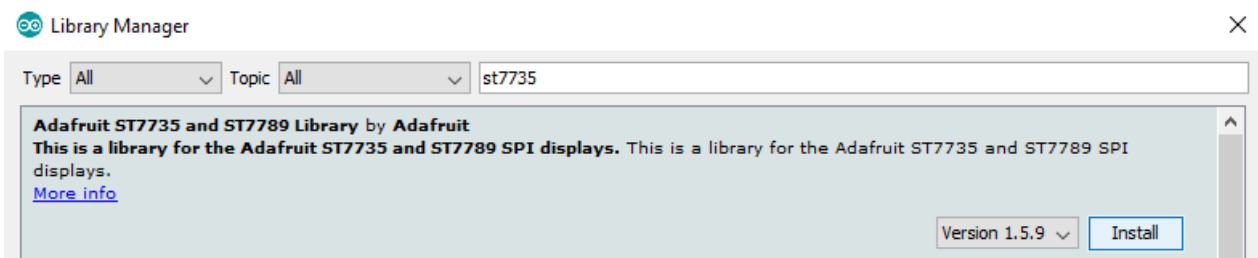 Library Manager
Type All Topic All st7735
Adafruit ST7735 and ST7789 Library by Adafruit
This is a library for the Adafruit ST7735 and ST7789 SPI displays. This is a library for the Adafruit ST7735 and ST7789 SPI
displays.
More info
Version 1.5.9 Install